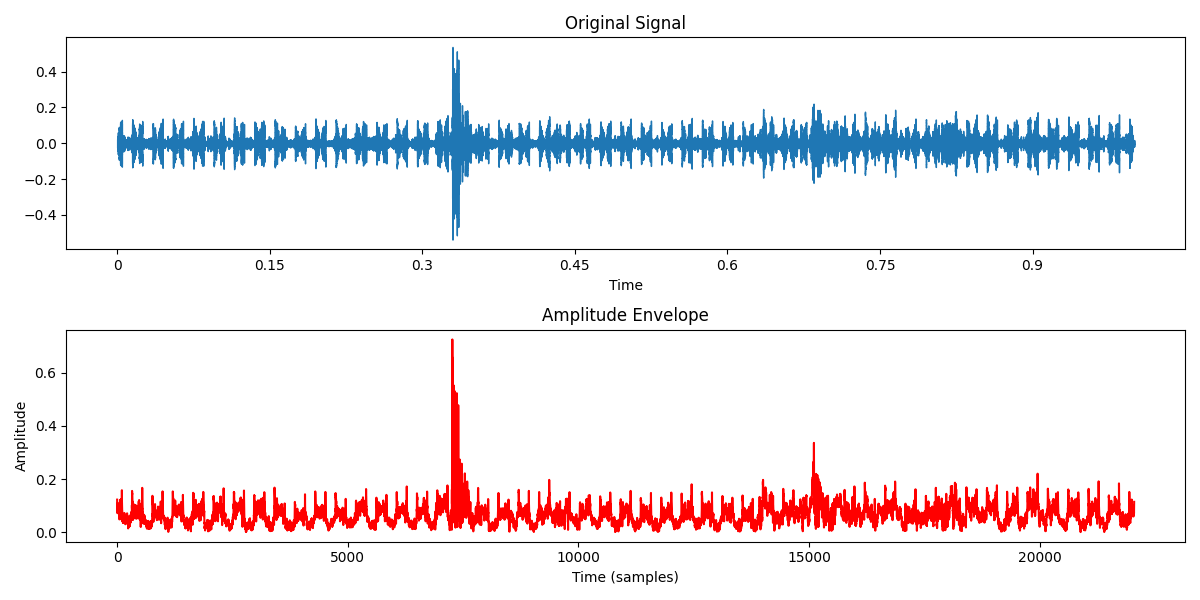 Original Signal
0.4
0.2
0.0
−0.2
−0.4
0 0.15 0.3 0.45 0.6 0.75 0.9
Time
Amplitude Envelope
Amplitude
0.6
0.4
0.2
0.0
0 5000 10000 15000 20000
Time (samples)